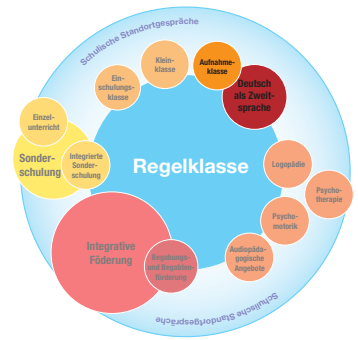 Schulische Standortgespräche
Klein-
klasse
Aufnahme-
klasse
Ein-
schulungs-
klasse
Deutsch
als Zweit-
sprache
Einzel-
unterricht
Sonder-
schulung
Integrierte
Sonder-
schulung
Regelklasse
Logopädie
Psycho-
therapie
Psycho-
motorik
Integrative
Föderung
Begabungs-
und Begabten-
förderung
Audiopäda-
gogische
Angebote
Schulische Standortgespräche